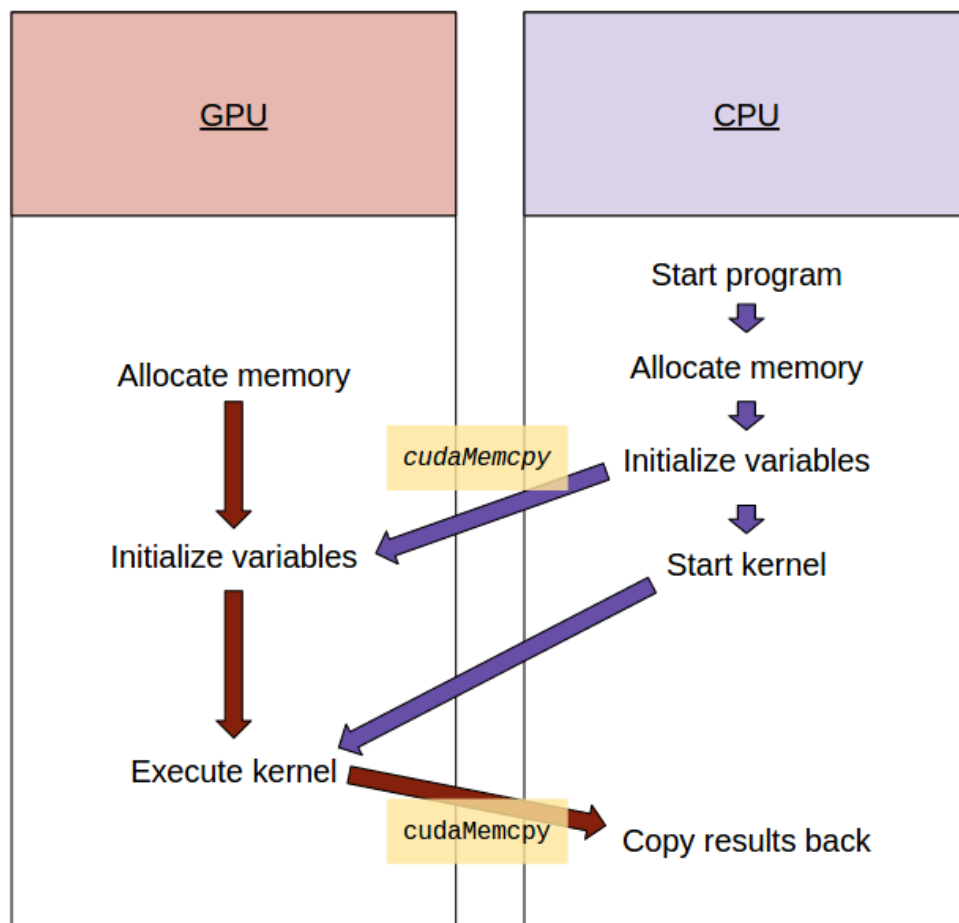 GPU
CPU
Start program
Allocate memory
Allocate memory
cudaMemcpy
Initialize variables
Initialize variables
Start kernel
Execute kernel
cudaMemcpy
Copy results back